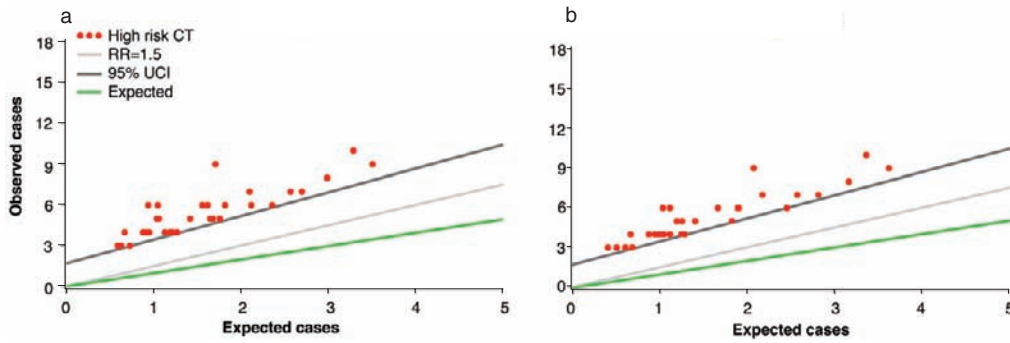 a
High risk CT
RR=1.5
95% UCI
Expected
18
15
12
9
6
3
0
Observed cases
0 1 2 3 4 5
Expected cases
b
18
15
12
9
6
3
0
0 1 2 3 4 5
Expected cases